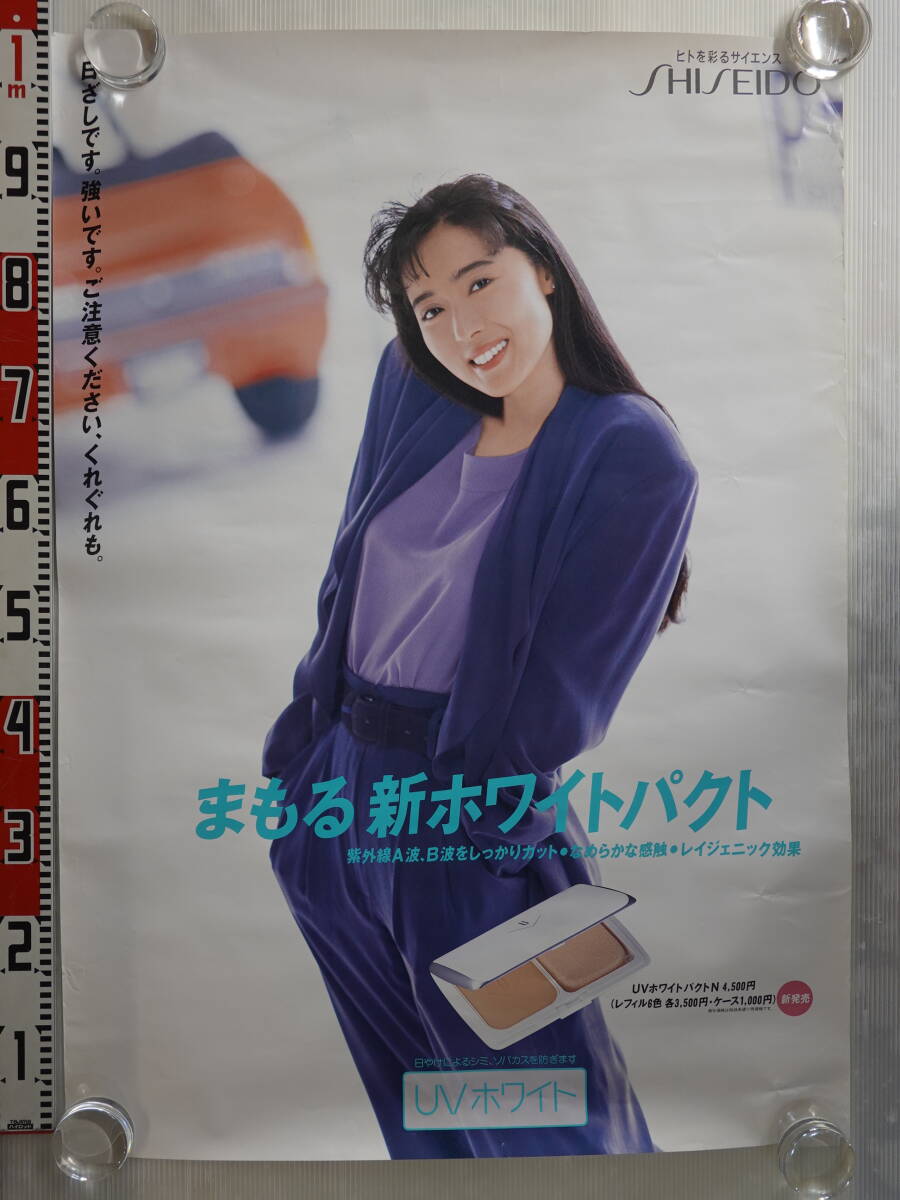 ヒトを彩るサイエンス
SHISEIDO
日ざしです。強いです。ご注意ください、くれぐれも。
まもる 新ホワイトパクト
紫外線A波、B波をしっかりカット●なめらかな感触●レイジェニック効果
UVホワイトパクトN 4,500円
(レフィル6色 各3,500円・ケース1,000円)
新発売
日やけによるシミ、ソバカスを防ぎます
UVホワイト
1m
9
8
7
6
5
4
3
2
1
TAJIMA